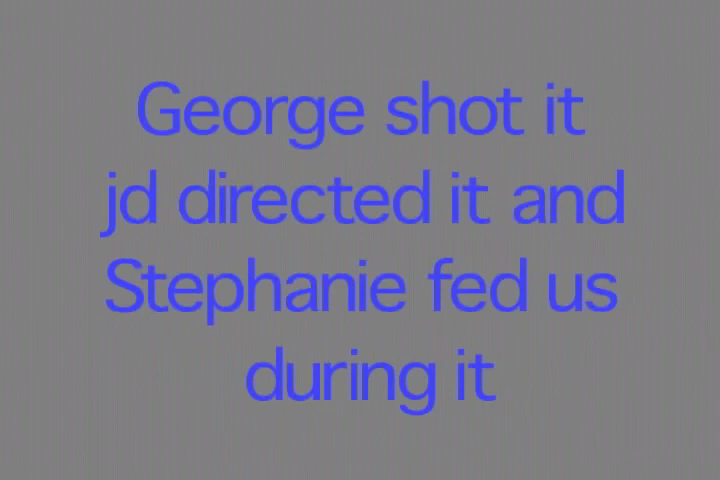 George shot it
jd directed it and
Stephanie fed us
during it